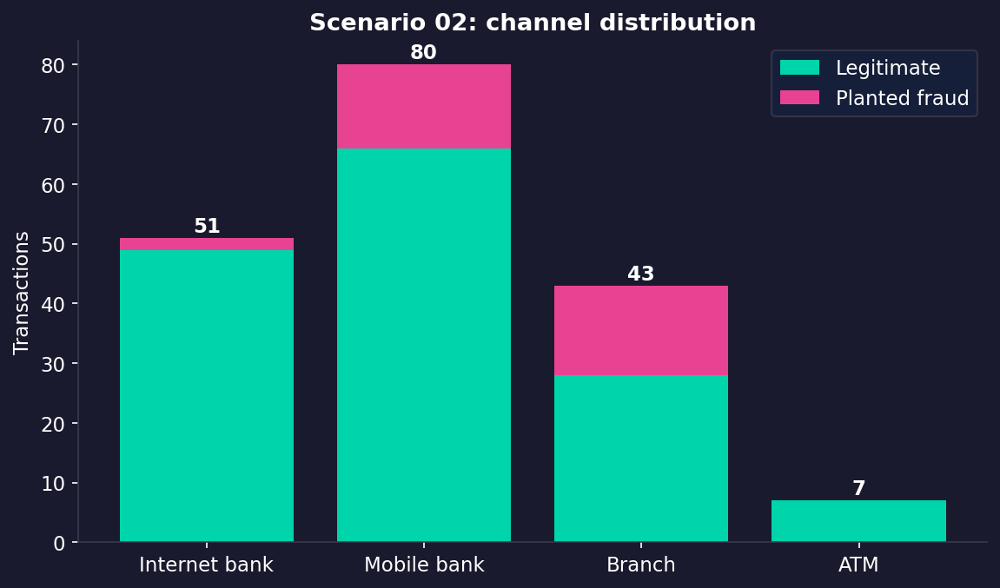 Scenario 02: channel distribution
Legitimate
Planted fraud
Transactions
80
70
60
50
40
30
20
10
0
51
80
43
7
Internet bank
Mobile bank
Branch
ATM